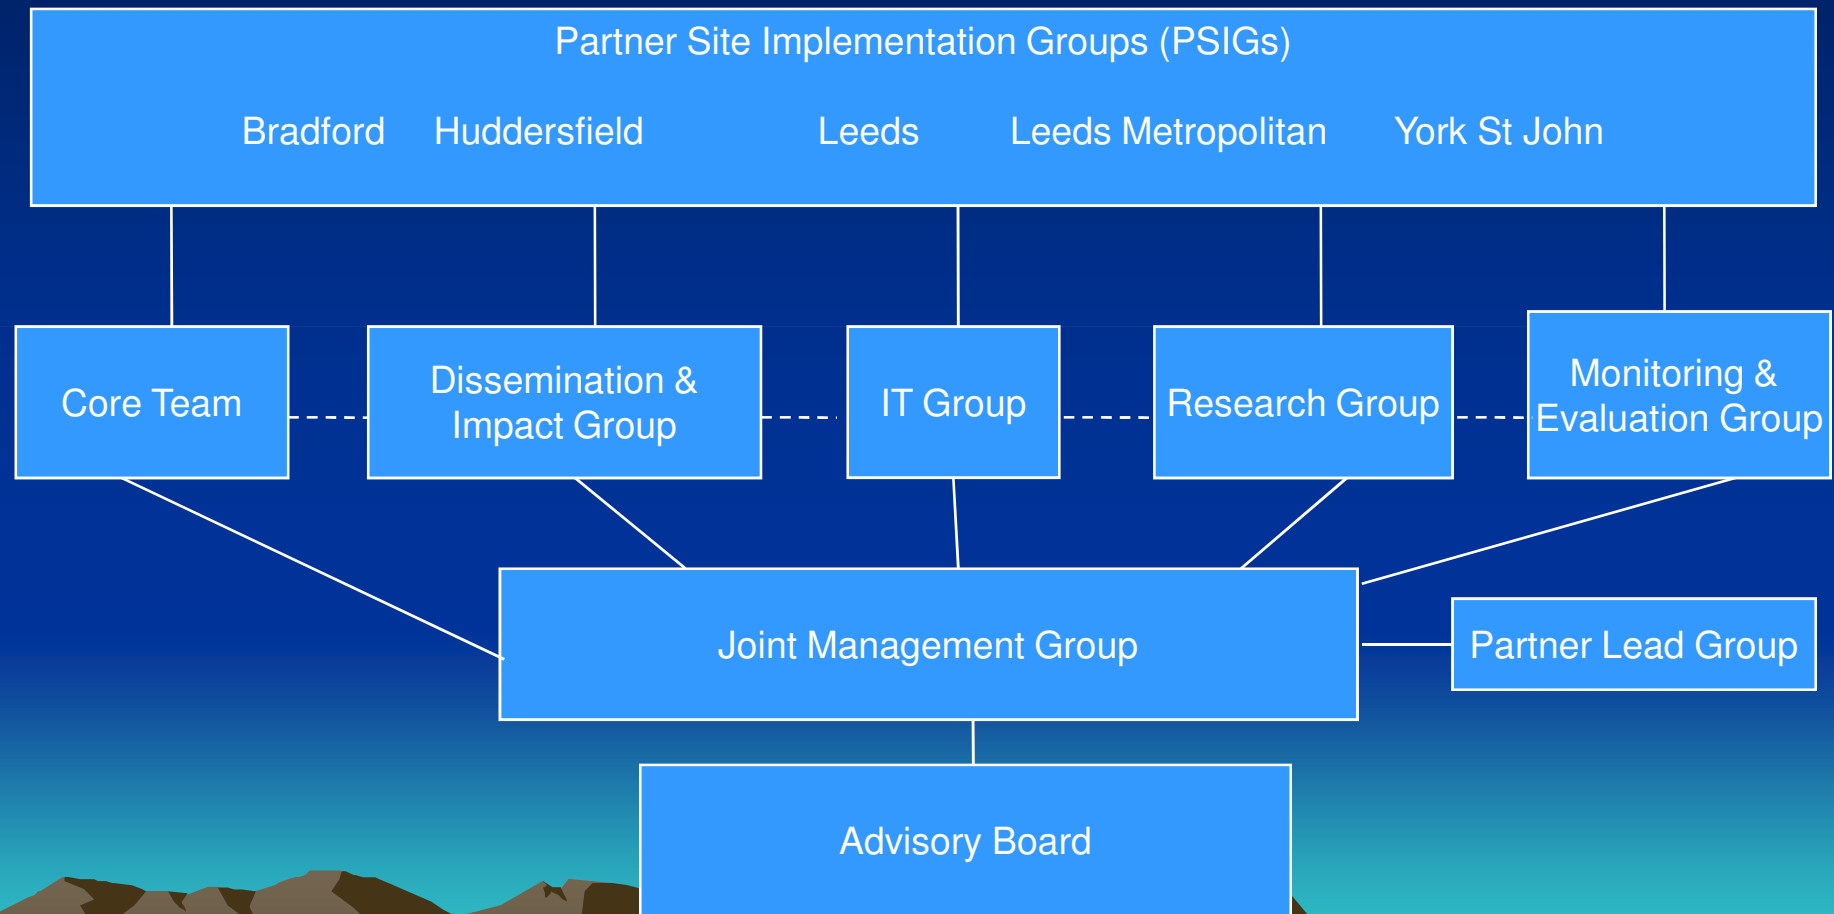 Partner Site Implementation Groups (PSIGs)
Bradford Huddersfield Leeds Leeds Metropolitan York St John
Core Team
Dissemination &
Impact Group
IT Group
Research Group
Monitoring &
Evaluation Group
Joint Management Group
Partner Lead Group
Advisory Board